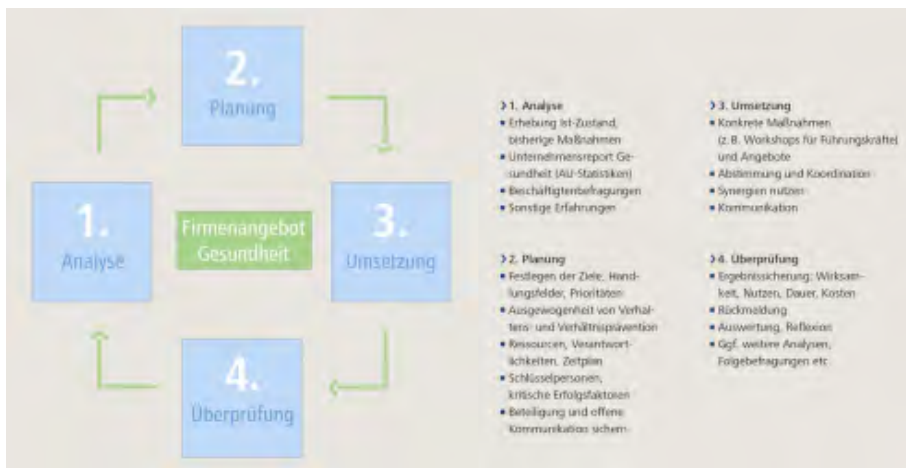 2.
Planung
1.
Analyse
Firmenangebot
Gesundheit
3.
Umsetzung
4.
Überprüfung
1. Analyse
Erhebung Ist-Zustand,
bisherige Maßnahmen
Unternehmensreport Ge-
sundheit (AU-Statistiken)
Beschäftigtenbefragungen
Sonstige Erfahrungen
2. Planung
Festlegen der Ziele, Hand-
lungsfelder, Prioritäten
Ausgewogenheit von Verhal-
tens- und Verhältnisprävention
Ressourcen, Verantwort-
lichkeiten, Zeitplan
Schlüsselpersonen,
kritische Erfolgsfaktoren
Beteiligung und offene
Kommunikation sichern
3. Umsetzung
Konkrete Maßnahmen
(z. B. Workshops für Führungskräfte)
und Angebote
Abstimmung und Koordination
Synergien nutzen
Kommunikation
4. Überprüfung
Ergebnissicherung: Wirksam-
keit, Nutzen, Dauer, Kosten
Rückmeldung
Auswertung, Reflexion
Ggf. weitere Analysen,
Folgebefragungen etc.